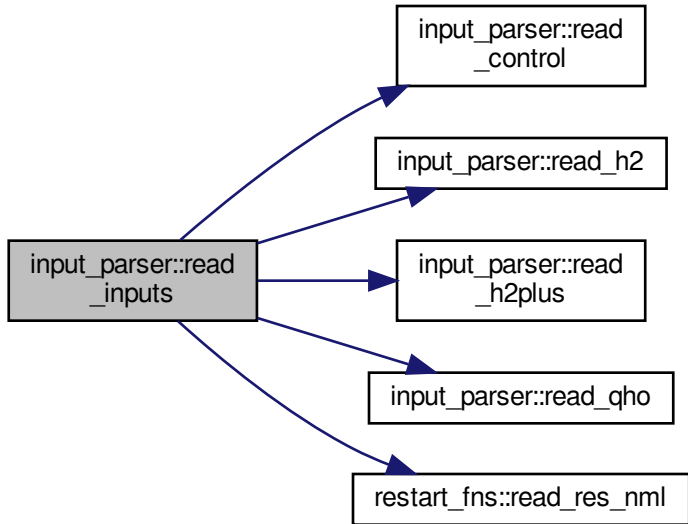 input_parser::read
_control
input_parser::read_h2
input_parser::read
_inputs
input_parser::read
_h2plus
input_parser::read_qho
restart_fns::read_res_nml